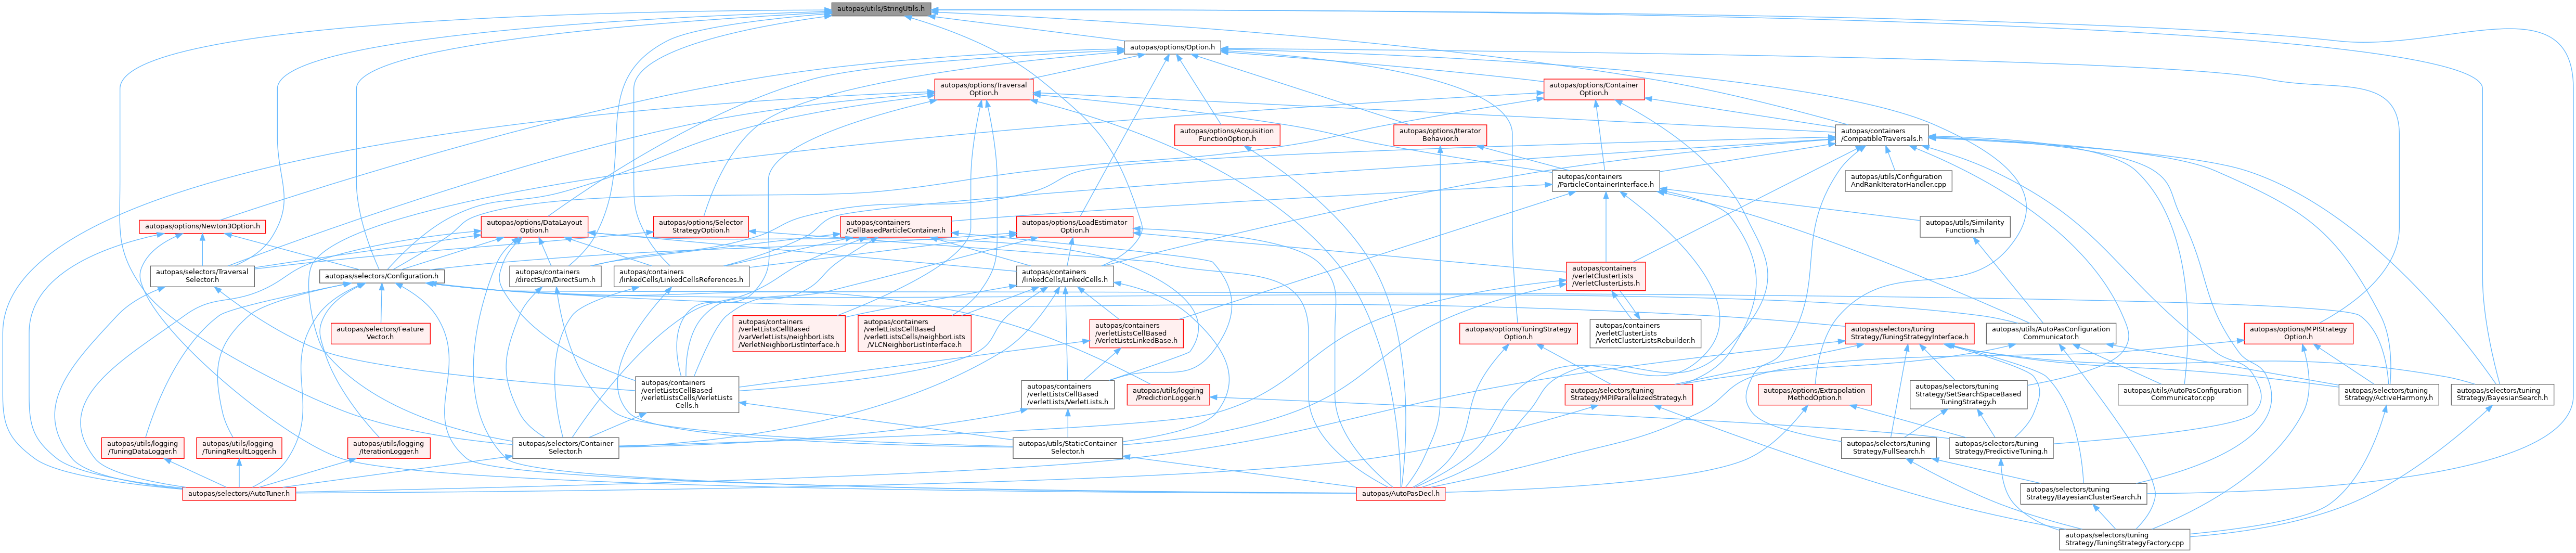 autopas/utils/StringUtils.h
autopas/options/Option.h
autopas/options/Traversal
Option.h
autopas/options/Container
Option.h
autopas/options/Acquisition
FunctionOption.h
autopas/options/Iterator
Behavior.h
autopas/containers
/CompatibleTraversals.h
autopas/containers
/ParticleContainerInterface.h
autopas/utils/Configuration
AndRankIteratorHandler.cpp
autopas/options/Newton3Option.h
autopas/options/DataLayout
Option.h
autopas/options/Selector
StrategyOption.h
autopas/containers
/CellBasedParticleContainer.h
autopas/options/LoadEstimator
Option.h
autopas/utils/Similarity
Functions.h
autopas/selectors/Traversal
Selector.h
autopas/selectors/Configuration.h
autopas/containers
/directSum/DirectSum.h
autopas/containers
/linkedCells/LinkedCellsReferences.h
autopas/containers
/linkedCells/LinkedCells.h
autopas/containers
/verletClusterLists
/VerletClusterLists.h
autopas/selectors/Feature
Vector.h
autopas/containers
/verletListsCellBased
/varVerletLists/neighborLists
/VerletNeighborListInterface.h
autopas/containers
/verletListsCellBased
/verletListsCells/neighborLists
/VLCNeighborListInterface.h
autopas/containers
/verletListsCellBased
/VerletListsLinkedBase.h
autopas/options/TuningStrategy
Option.h
autopas/containers
/verletClusterLists
/VerletClusterListsRebuilder.h
autopas/selectors/tuning
Strategy/TuningStrategyInterface.h
autopas/utils/AutoPasConfiguration
Communicator.h
autopas/options/MPIStrategy
Option.h
autopas/containers
/verletListsCellBased
/verletListsCells/VerletLists
Cells.h
autopas/containers
/verletListsCellBased
/verletLists/VerletLists.h
autopas/utils/logging
/PredictionLogger.h
autopas/selectors/tuning
Strategy/MPIParallelizedStrategy.h
autopas/options/Extrapolation
MethodOption.h
autopas/selectors/tuning
Strategy/SetSearchSpaceBased
TuningStrategy.h
autopas/utils/AutoPasConfiguration
Communicator.cpp
autopas/selectors/tuning
Strategy/ActiveHarmony.h
autopas/selectors/tuning
Strategy/BayesianSearch.h
autopas/utils/logging
/TuningDataLogger.h
autopas/utils/logging
/TuningResultLogger.h
autopas/utils/logging
/IterationLogger.h
autopas/selectors/Container
Selector.h
autopas/utils/StaticContainer
Selector.h
autopas/selectors/tuning
Strategy/FullSearch.h
autopas/selectors/tuning
Strategy/PredictiveTuning.h
autopas/selectors/AutoTuner.h
autopas/AutoPasDecl.h
autopas/selectors/tuning
Strategy/BayesianClusterSearch.h
autopas/selectors/tuning
Strategy/TuningStrategyFactory.cpp